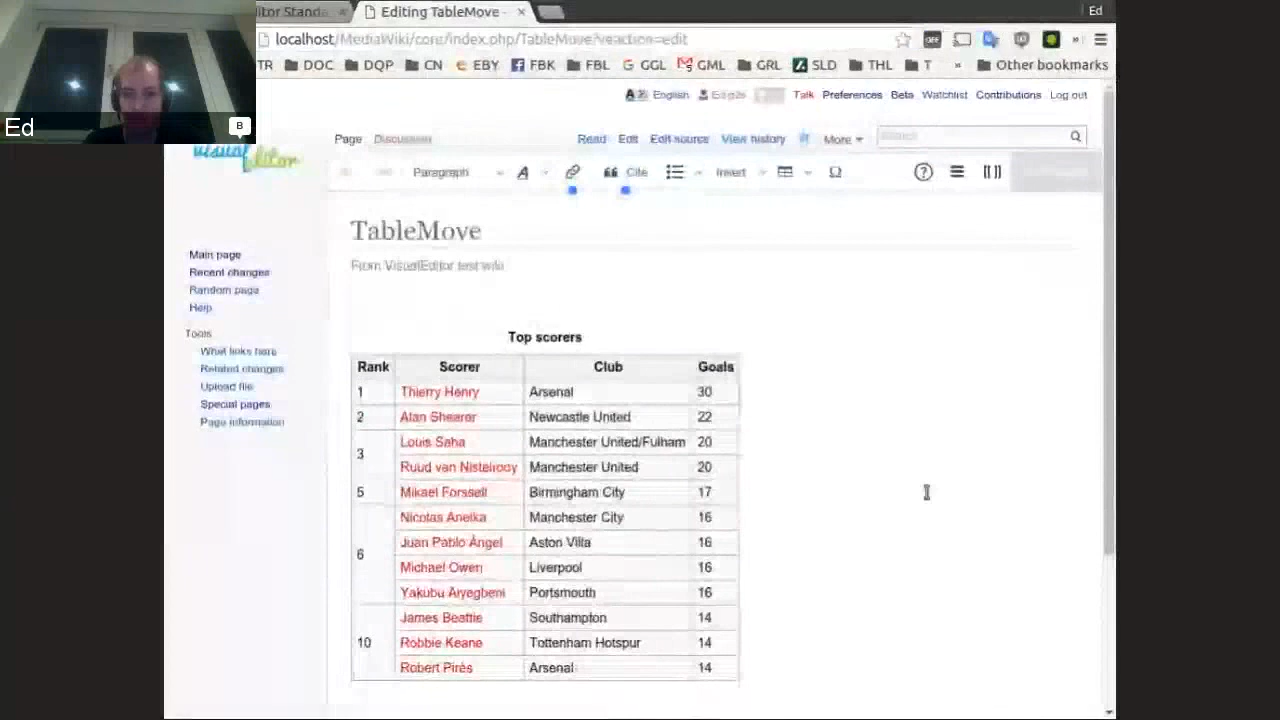 Ed
B
itor Standa
Editing TableMove -
Ed
localhost/MediaWiki/core/index.php/TableMove?veaction=edit
TR DOC DQP CN EBY FBK FBL GGL GML GRL SLD THL T » Other bookmarks
English Talk Preferences Beta Watchlist Contributions Log out
Page Discussion Read Edit Edit source View history More Search
Visual Editor
Paragraph A Cite Insert Ω ?
TableMove
From VisualEditor test wiki
Main page
Recent changes
Random page
Help
Tools
What links here
Related changes
Upload file
Special pages
Page information
Top scorers
Rank Scorer Club Goals
1 Thierry Henry Arsenal 30
2 Alan Shearer Newcastle United 22
3 Louis Saha Manchester United/Fulham 20
Ruud van Nistelrooy Manchester United 20
5 Mikael Forssell Birmingham City 17
6 Nicolas Anelka Manchester City 16
Juan Pablo Ángel Aston Villa 16
Michael Owen Liverpool 16
Yakubu Aiyegbeni Portsmouth 16
10 James Beattie Southampton 14
Robbie Keane Tottenham Hotspur 14
Robert Pirès Arsenal 14